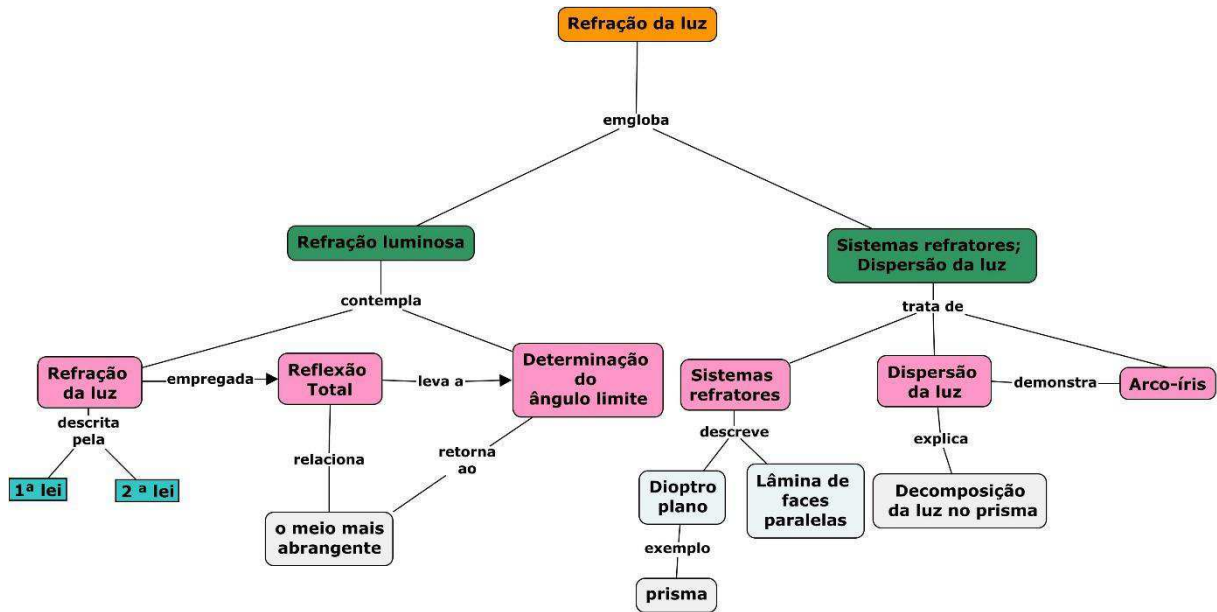 Refração da luz
emgloba
Refração luminosa
Sistemas refratores;
Dispersão da luz
contempla
trata de
Refração
da luz
empregada
Reflexão
Total
leva a
Determinação
do
ângulo limite
Sistemas
refratores
Dispersão
da luz
demonstra
Arco-íris
descrita
pela
relaciona
retorna
ao
descreve
explica
1ª lei
2 ª lei
o meio mais
abrangente
Dioptro
plano
Lâmina de
faces
paralelas
Decomposição
da luz no prisma
exemplo
prisma